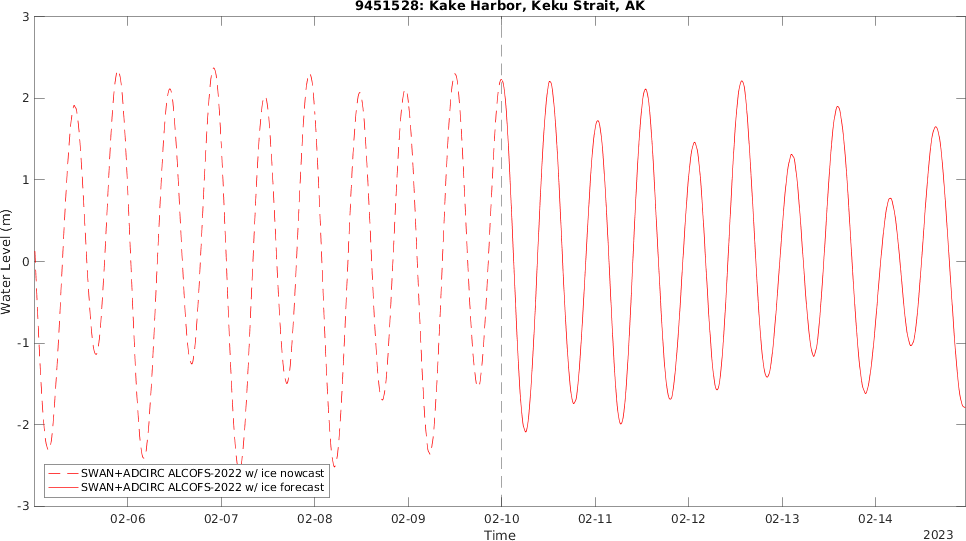 9451528: Kake Harbor, Keku Strait, AK
3
2
1
0
-1
-2
-3
Water Level (m)
SWAN+ADCIRC ALCOFS-2022 w/ ice nowcast
SWAN+ADCIRC ALCOFS-2022 w/ ice forecast
02-06 02-07 02-08 02-09 02-10 02-11 02-12 02-13 02-14
Time
2023